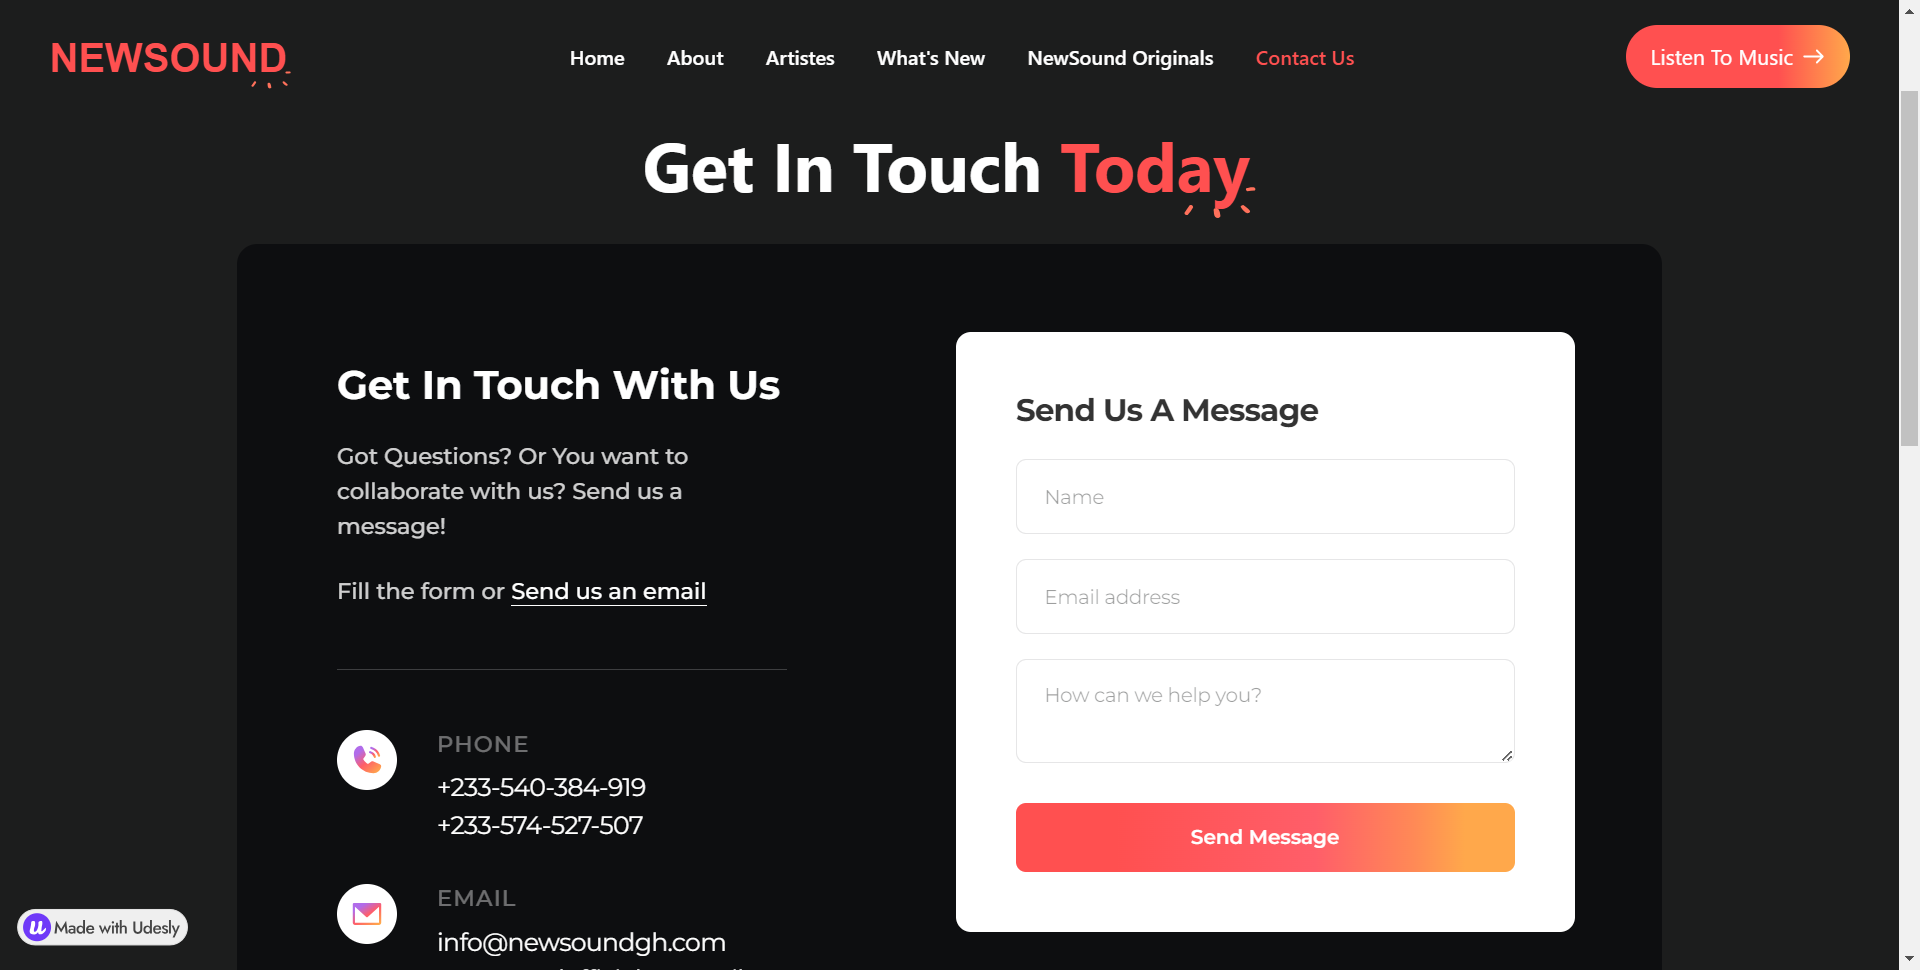 NEWSOUND
Home About Artistes What's New NewSound Originals Contact Us
Listen To Music →
Get In Touch Today
Get In Touch With Us
Got Questions? Or You want to
collaborate with us? Send us a
message!
Fill the form or Send us an email
PHONE
+233-540-384-919
+233-574-527-507
EMAIL
info@newsoundgh.com
Send Us A Message
Name
Email address
How can we help you?
Send Message
u Made with Udesly